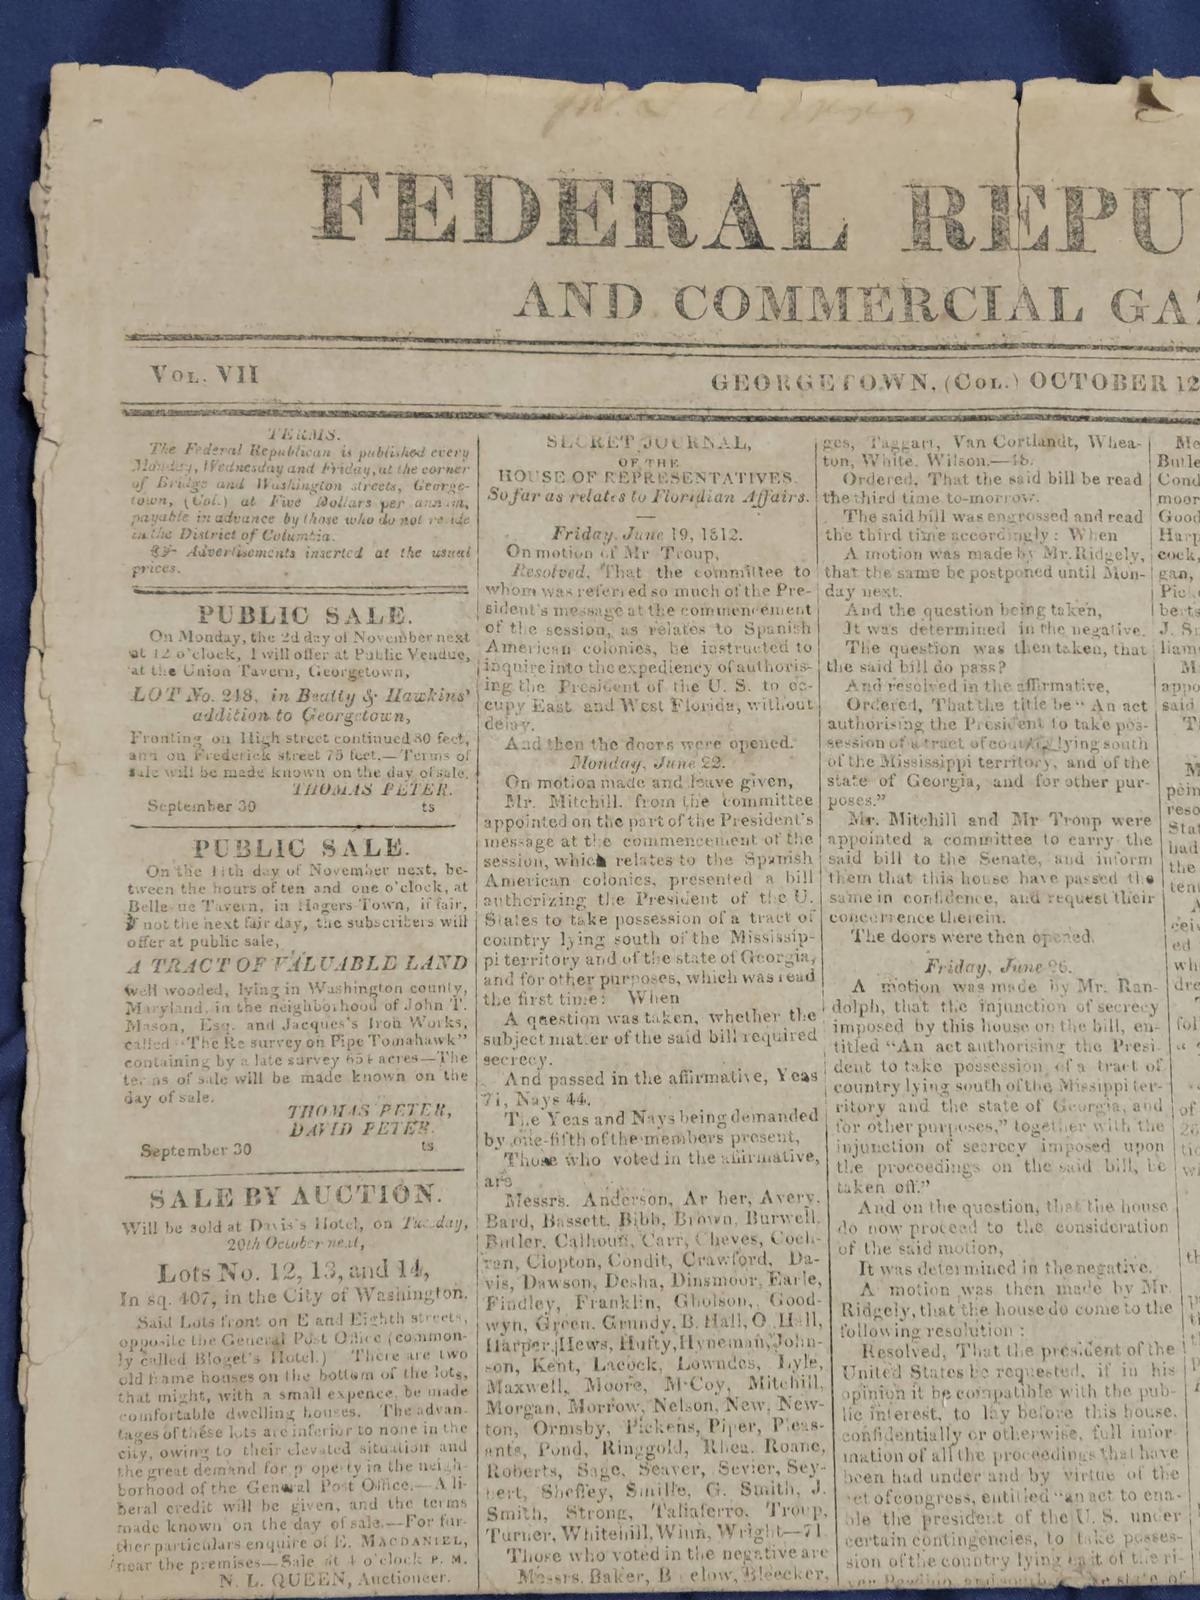 FEDERAL REPU
AND COMMERCIAL GA
VOL. VII
GEORGETOWN, (COL.) OCTOBER 12
TERMS.
The Federal Republican is published every
Monday, Wednesday and Friday, at the corner
of Bridge and Washington streets, George-
town, (Col.) at Five Dollars per annum,
payable in advance by those who do not reside
in the District of Columbia.
Advertisements inserted at the usual
prices.
PUBLIC SALE.
On Monday, the 2d day of November next
at 12 o'clock, I will offer at Public Vendue,
at the Union Tavern, Georgetown,
LOT No. 248, in Beatty & Hawkins'
addition to Georgetown,
Fronting on High street continued 80 feet,
and on Frederick street 75 feet.—Terms of
sale will be made known on the day of sale.
THOMAS PETER.
September 30 ts
PUBLIC SALE.
On the 11th day of November next, be-
tween the hours of ten and one o'clock, at
Belle-ue Tavern, in Hagers-Town, if fair,
if not the next fair day, the subscribers will
offer at public sale,
A TRACT OF VALUABLE LAND
well wooded, lying in Washington county,
Maryland, in the neighborhood of John T.
Mason, Esq. and Jacques's Iron Works,
called "The Re survey on Pipe Tomahawk"
containing by a late survey acres—The
terms of sale will be made known on the
day of sale.
THOMAS PETER,
DAVID PETER.
September 30 ts
SALE BY AUCTION.
Will be sold at Davis's Hotel, on Tuesday,
20th October next,
Lots No. 12, 13, and 14,
In sq. 407, in the City of Washington.
Said Lots front on E and Eighth streets,
opposite the General Post Office (common-
ly called Bloget's Hotel.) There are two
old frame houses on the bottom of the lots,
that might, with a small expence, be made
comfortable dwelling houses. The advan-
tages of these lots are inferior to none in the
city, owing to their elevated situation and
the great demand for p operty in the neigh-
borhood of the General Post Office.—A li-
beral credit will be given, and the terms
made known on the day of sale.—For fur-
ther particulars enquire of E. MACDANIEL,
near the premises—Sale at 4 o'clock P. M.
N. L. QUEEN, Auctioneer.
SECRET JOURNAL,
OF THE
HOUSE OF REPRESENTATIVES.
So far as relates to Floridian Affairs.
Friday, June 19, 1812.
On motion of Mr Troup,
Resolved, That the committee to
whom was referred so much of the Pre-
sident's message at the commencement
of the session, as relates to Spanish
American colonies, be instructed to
inquire into the expediency of authoris-
ing the President of the U. S. to oc-
cupy East and West Florida, without
delay.
And then the doors were opened.
Monday, June 22.
On motion made and leave given,
Mr. Mitchill, from the committee
appointed on the part of the President's
message at the commencement of the
session, which relates to the Spanish
American colonies, presented a bill
authorizing the President of the U.
States to take possession of a tract of
country lying south of the Mississip-
pi territory and of the state of Georgia,
and for other purposes, which was read
the first time: When
A question was taken, whether the
subject matter of the said bill required
secrecy.
And passed in the affirmative, Yeas
71, Nays 44.
The Yeas and Nays being demanded
by one-fifth of the members present,
Those who voted in the affirmative,
are
Messrs. Anderson, Ar her, Avery,
Bard, Bassett, Bibb, Brown, Burwell,
Butler, Calhoun, Carr, Cheves, Coch-
ran, Clopton, Condit, Crawford, Da-
vis, Dawson, Desha, Dinsmoor, Earle,
Findley, Franklin, Gholson, Good-
wyn, Green, Grundy, B. Hall, O. Hall,
Harper, Hews, Hufty, Hyneman, John-
son, Kent, Lacock, Lowndes, Lyle,
Maxwell, Moore, M'Coy, Mitchill,
Morgan, Morrow, Nelson, New, New-
ton, Ormsby, Pickens, Piper, Pleas-
ants, Pond, Ringgold, Rhea, Roane,
Roberts, Sage, Seaver, Sevier, Sey-
bert, Sheffey, Smilie, G. Smith, J.
Smith, Strong, Taliaferro, Troup,
Turner, Whitehill, Winn, Wright—71
Those who voted in the negative are
Messrs. Baker, B elow, Bleecker,
ges, Taggart, Van Cortlandt, Whea-
ton, White, Wilson.—48.
Ordered, That the said bill be read
the third time to-morrow.
The said bill was engrossed and read
the third time accordingly: When
A motion was made by Mr. Ridgely,
that the same be postponed until Mon-
day next.
And the question being taken,
It was determined in the negative.
The question was then taken, that
the said bill do pass?
And resolved in the affirmative,
Ordered, That the title be "An act
authorising the President to take pos-
session of a tract of country lying south
of the Mississippi territory, and of the
state of Georgia, and for other pur-
poses."
Mr. Mitchill and Mr Troup were
appointed a committee to carry the
said bill to the Senate, and inform
them that this house have passed the
same in confidence, and request their
concurrence therein.
The doors were then opened.
Friday, June 26.
A motion was made by Mr. Ran-
dolph, that the injunction of secrecy
imposed by this house on the bill, en-
titled "An act authorising the Presi-
dent to take possession of a tract of
country lying south of the Missippi ter-
ritory and the state of Georgia, and
for other purposes," together with the
injunction of secrecy imposed upon
the proceedings on the said bill, be
taken off."
And on the question, that the house
do now proceed to the consideration
of the said motion,
It was determined in the negative.
A motion was then made by Mr.
Ridgely, that the house do come to the
following resolution:
Resolved, That the president of the
United States be requested, if in his
opinion it be compatible with the pub-
lic interest, to lay before this house,
confidentially or otherwise, full infor-
mation of all the proceedings that have
been had under and by virtue of the
act of congress, entitled "an act to ena-
ble the president of the U. S. under
certain contingencies, to take posses-
sion of the country lying east of the ri-
Me
Butle
Cond
moor
Good
Harp
cock,
gan,
Pick
berts
J. S
liam
M
appo
said
T
M
pein
reso
Stat
had
the
ten
A
ceiv
ed
wh
dre
fol
of
th